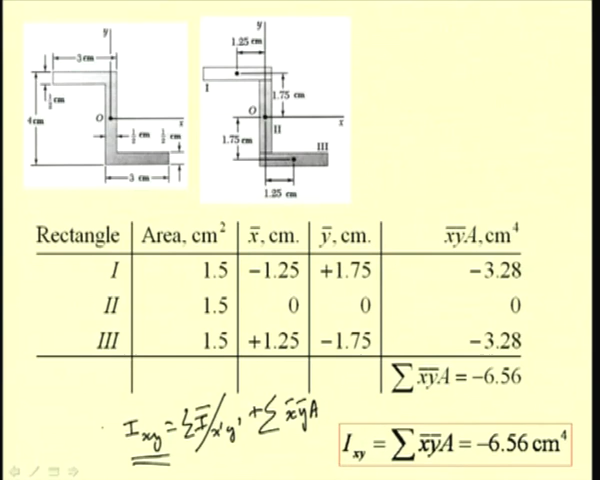 y
3 cm
1/2 cm
4 cm
O
x
1/2 cm
1/2 cm
3 cm
y
1.25 cm
I
1.75 cm
O
x
II
1.75 cm
III
1.25 cm
Rectangle Area, cm² x̄, cm. ȳ, cm. x̄ȳA, cm⁴
I 1.5 −1.25 +1.75 −3.28
II 1.5 0 0 0
III 1.5 +1.25 −1.75 −3.28
∑ x̄ȳA = −6.56
I_xy = ∑ Ī_x'y' + ∑ x̄ȳA
I_xy = ∑ x̄ȳA = −6.56 cm⁴